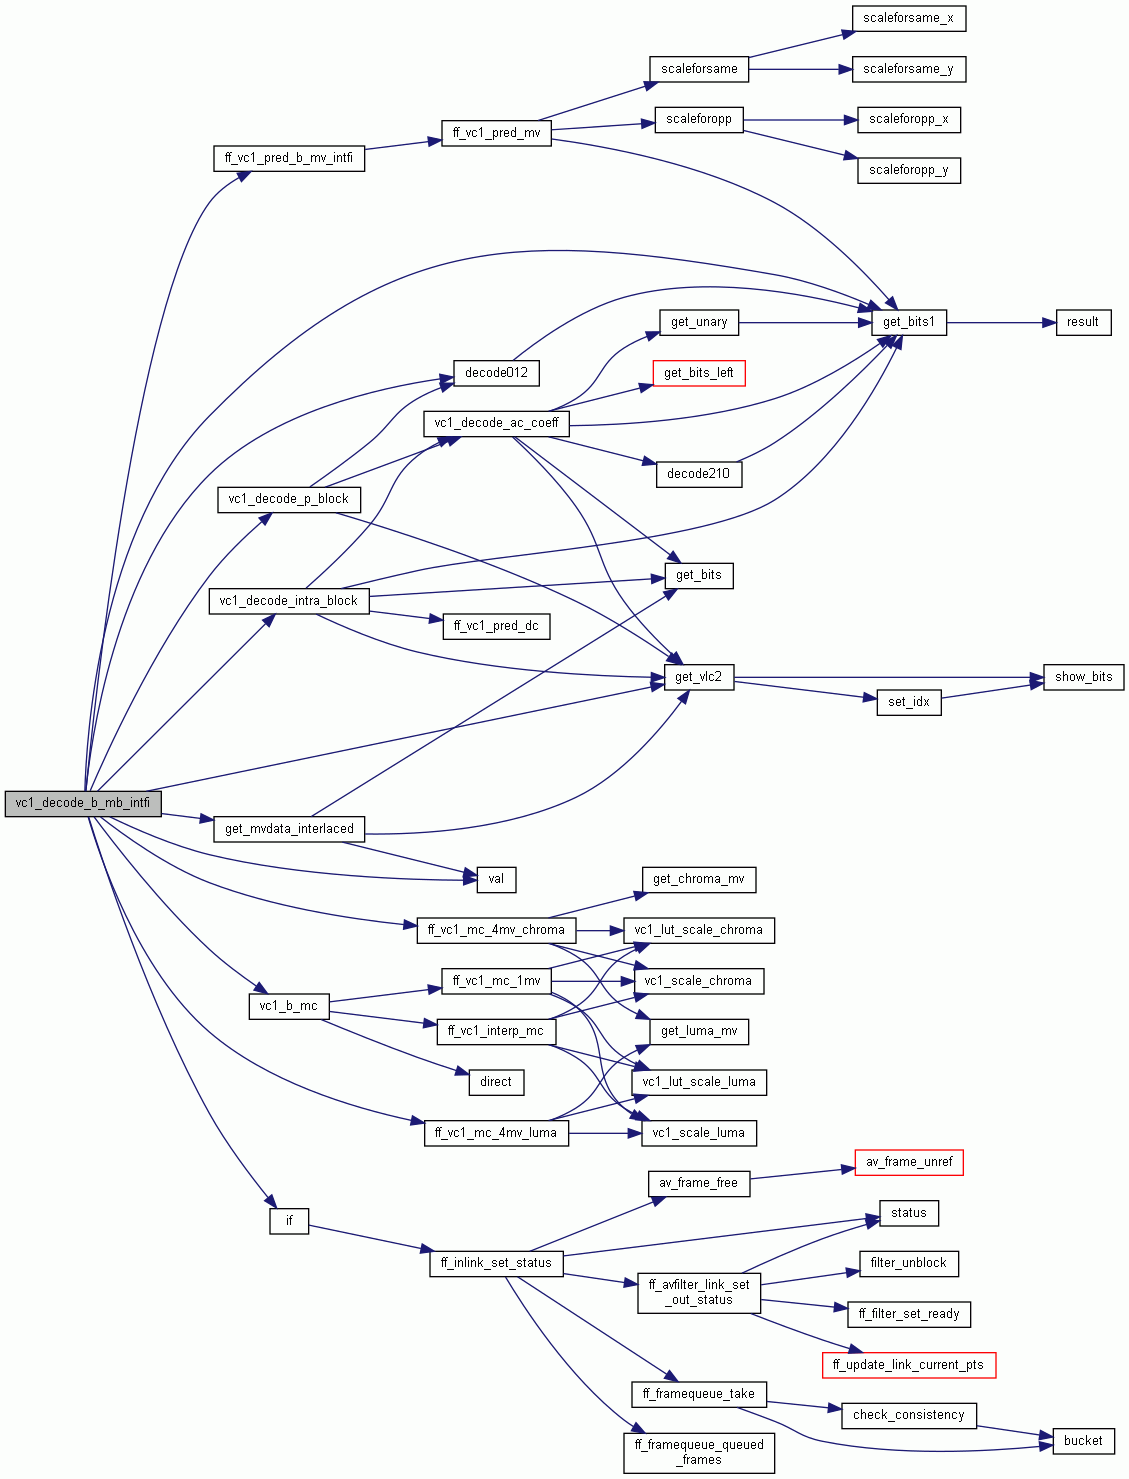 scaleforsame_x
scaleforsame
scaleforsame_y
scaleforopp
scaleforopp_x
ff_vc1_pred_mv
ff_vc1_pred_b_mv_intfi
scaleforopp_y
get_unary
get_bits1
result
decode012
get_bits_left
vc1_decode_ac_coeff
decode210
vc1_decode_p_block
get_bits
vc1_decode_intra_block
ff_vc1_pred_dc
get_vlc2
show_bits
set_idx
vc1_decode_b_mb_intfi
get_mvdata_interlaced
val
get_chroma_mv
ff_vc1_mc_4mv_chroma
vc1_lut_scale_chroma
ff_vc1_mc_1mv
vc1_scale_chroma
vc1_b_mc
ff_vc1_interp_mc
get_luma_mv
direct
vc1_lut_scale_luma
ff_vc1_mc_4mv_luma
vc1_scale_luma
av_frame_unref
av_frame_free
status
if
ff_inlink_set_status
filter_unblock
ff_avfilter_link_set
_out_status
ff_filter_set_ready
ff_update_link_current_pts
ff_framequeue_take
check_consistency
bucket
ff_framequeue_queued
_frames